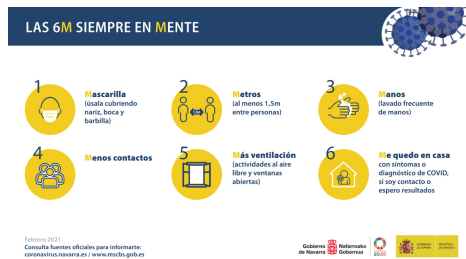 LAS 6M SIEMPRE EN MENTE
1
Mascarilla
(úsala cubriendo
nariz, boca y
barbilla)
2
Metros
(al menos 1,5m
entre personas)
3
Manos
(lavado frecuente
de manos)
4
Menos contactos
5
Más ventilación
(actividades al aire
libre y ventanas
abiertas)
6
Me quedo en casa
con síntomas o
diagnóstico de COVID,
si soy contacto o
espero resultados
Febrero 2021
Consulta fuentes oficiales para informarte:
coronavirus.navarra.es / www.mscbs.gob.es
Gobierno
de Navarra
Nafarroako
Gobernua
2030